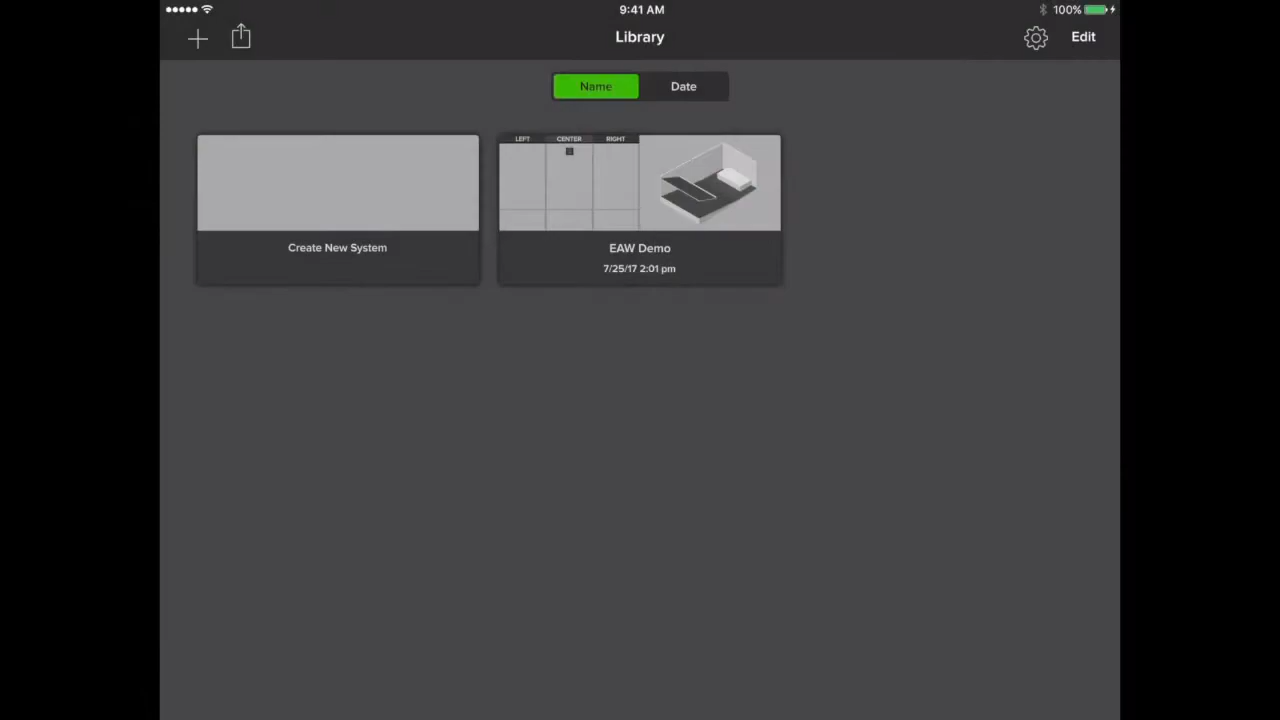 9:41 AM
100%
Library
Edit
Name
Date
LEFT
CENTER
RIGHT
Create New System
EAW Demo
7/25/17 2:01 pm